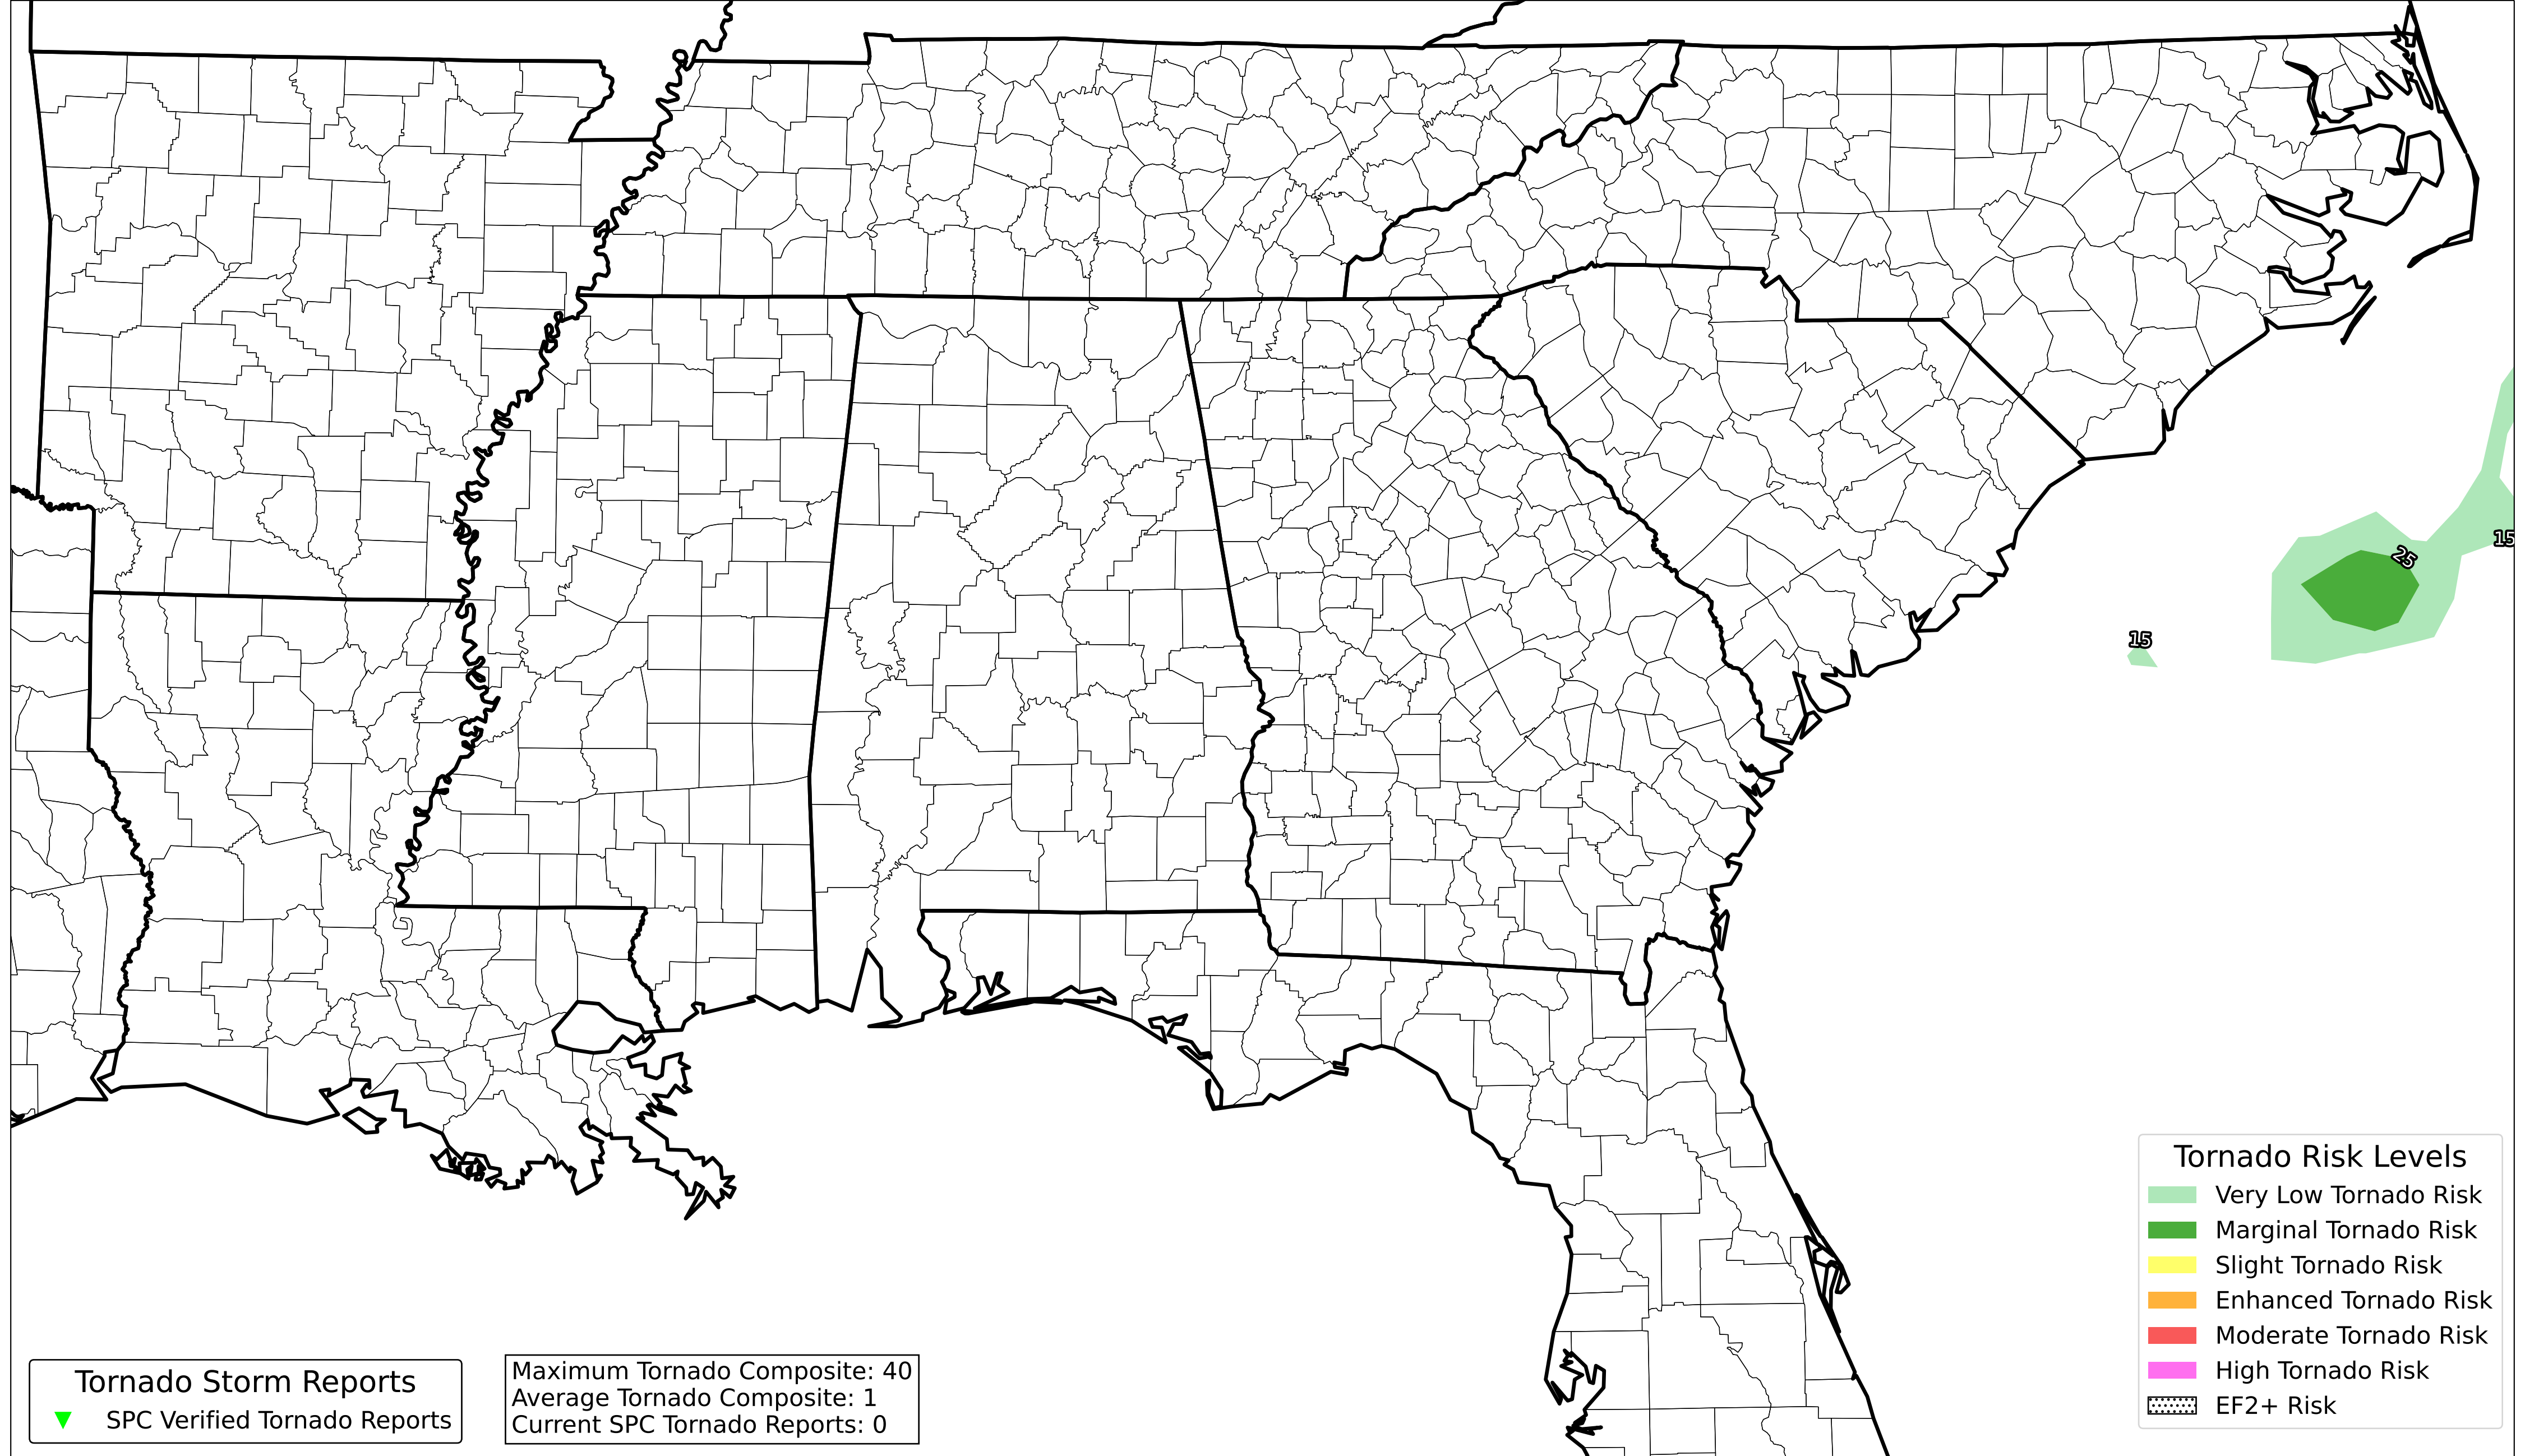 25
15
15
Tornado Risk Levels
Very Low Tornado Risk
Marginal Tornado Risk
Slight Tornado Risk
Enhanced Tornado Risk
Moderate Tornado Risk
High Tornado Risk
EF2+ Risk
Tornado Storm Reports
SPC Verified Tornado Reports
Maximum Tornado Composite: 40
Average Tornado Composite: 1
Current SPC Tornado Reports: 0